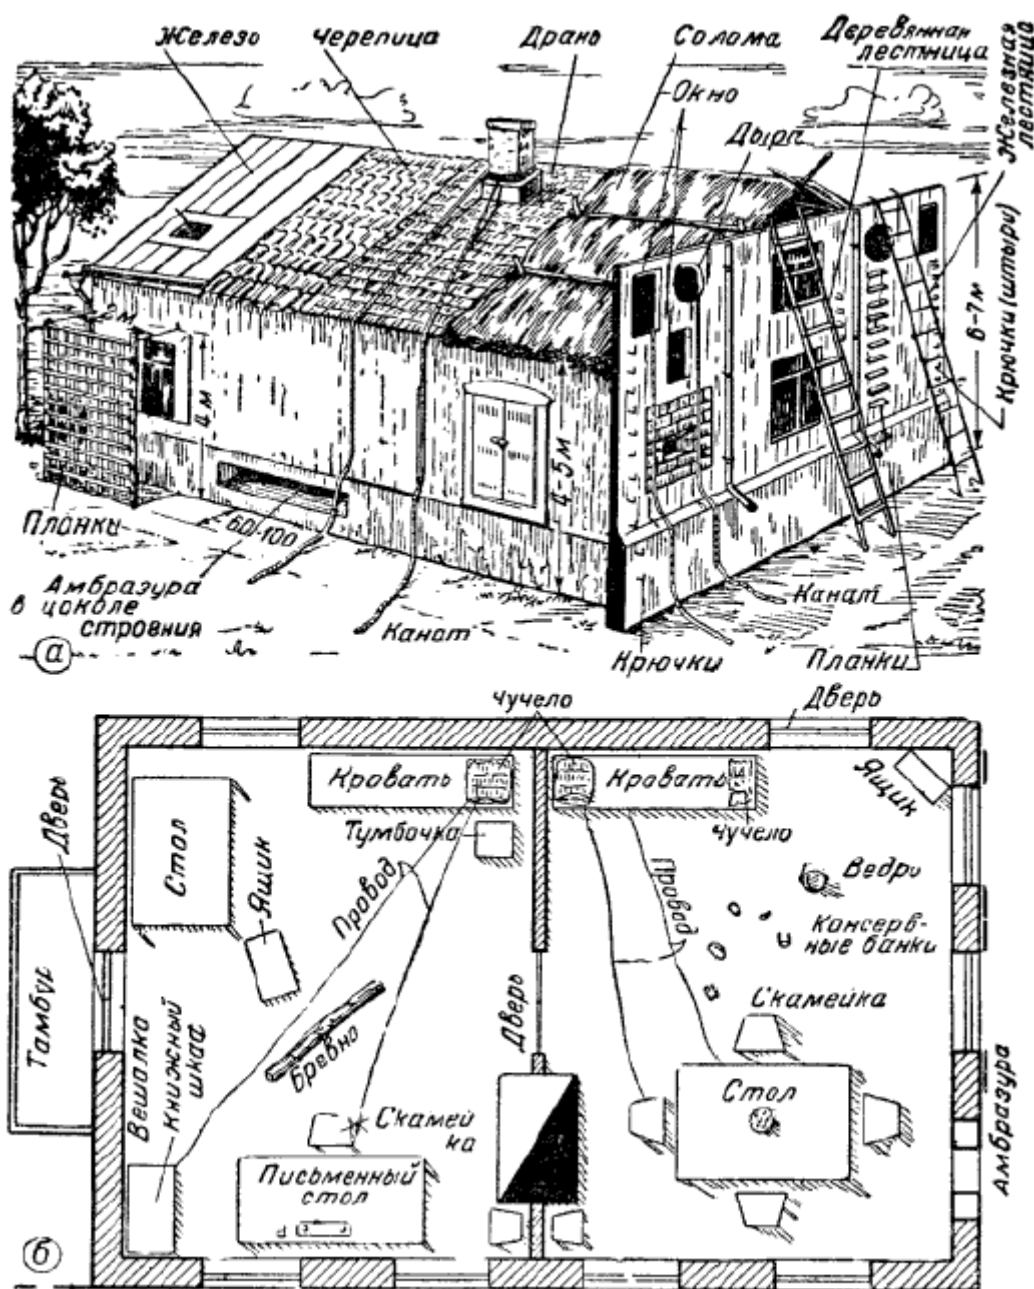 Железо
Черепица
Дрань
Солома
Деревянная
лестница
Железная
лестница
Окно
Дыра
6-7м
Крючки (штыри)
4 м
4-5м
60-100
Планки
Амбразура
в цоколе
стровния
Канат
Канат
Крючки
Планки
а
Чучело
Дверь
Кровать
Кровать
Ящик
Тумбочка
Чучело
Дверь
Стол
Ящик
Провод
Провод
Ведро
Консерв-
ные банки
Скамейка
Тамбур
Вешалка
Книжный
шкаф
Бревно
Дверь
Стол
Скамей
ка
Письменный
стол
Амбразура
б